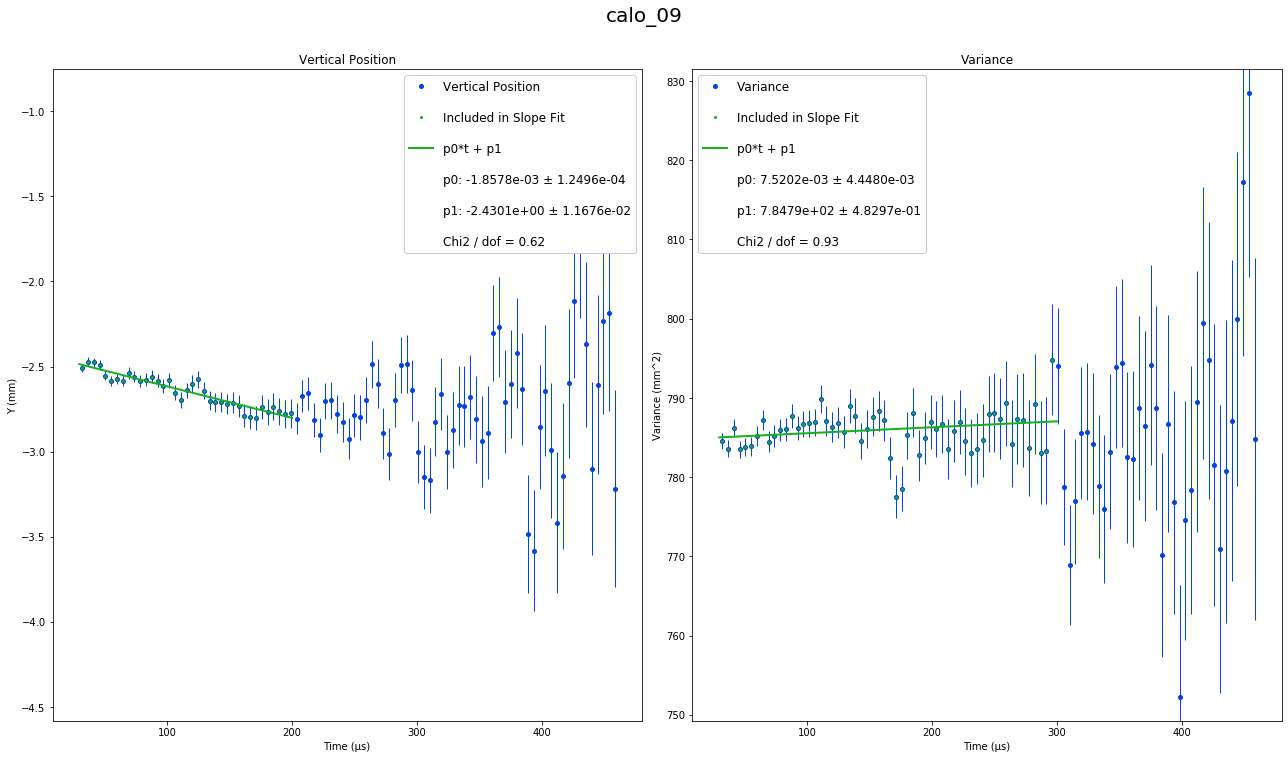 calo_09
Vertical Position
Vertical Position
Included in Slope Fit
p0*t + p1
p0: -1.8578e-03 ± 1.2496e-04
p1: -2.4301e+00 ± 1.1676e-02
Chi2 / dof = 0.62
Y (mm)
−1.0
−1.5
−2.0
−2.5
−3.0
−3.5
−4.0
−4.5
100
200
300
400
Time (μs)
Variance
Variance
Included in Slope Fit
p0*t + p1
p0: 7.5202e-03 ± 4.4480e-03
p1: 7.8479e+02 ± 4.8297e-01
Chi2 / dof = 0.93
Variance (mm^2)
830
820
810
800
790
780
770
760
750
100
200
300
400
Time (μs)